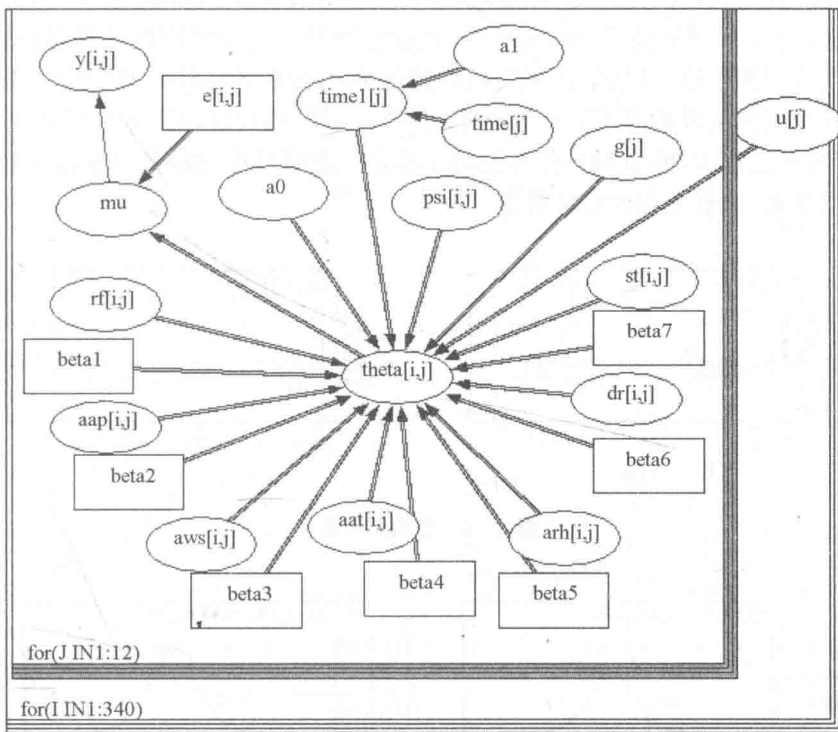 a1
y[i,j]
e[i,j]
time1[j]
time[j]
u[j]
g[j]
a0
psi[i,j]
mu
st[i,j]
rf[i,j]
beta7
beta1
theta[i,j]
dr[i,j]
aap[i,j]
beta2
beta6
aws[i,j]
aat[i,j]
arh[i,j]
beta3
beta4
beta5
for(J IN1:12)
for(I IN1:340)